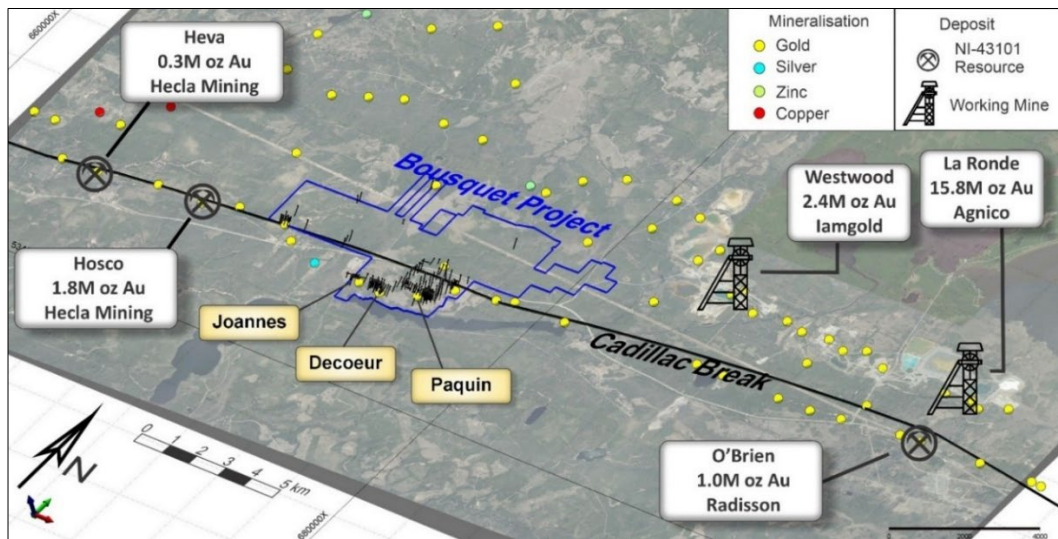 660000X
Heva
0.3M oz Au
Hecla Mining
Mineralisation
Gold
Silver
Zinc
Copper
Deposit
NI-43101
Resource
Working Mine
Bousquet Project
Westwood
2.4M oz Au
Iamgold
La Ronde
15.8M oz Au
Agnico
Hosco
1.8M oz Au
Hecla Mining
Joannes
Decoeur
Paquin
Cadillac Break
O’Brien
1.0M oz Au
Radisson
N
0 1 2 3 4 5 km
680000X
0 2000 4000